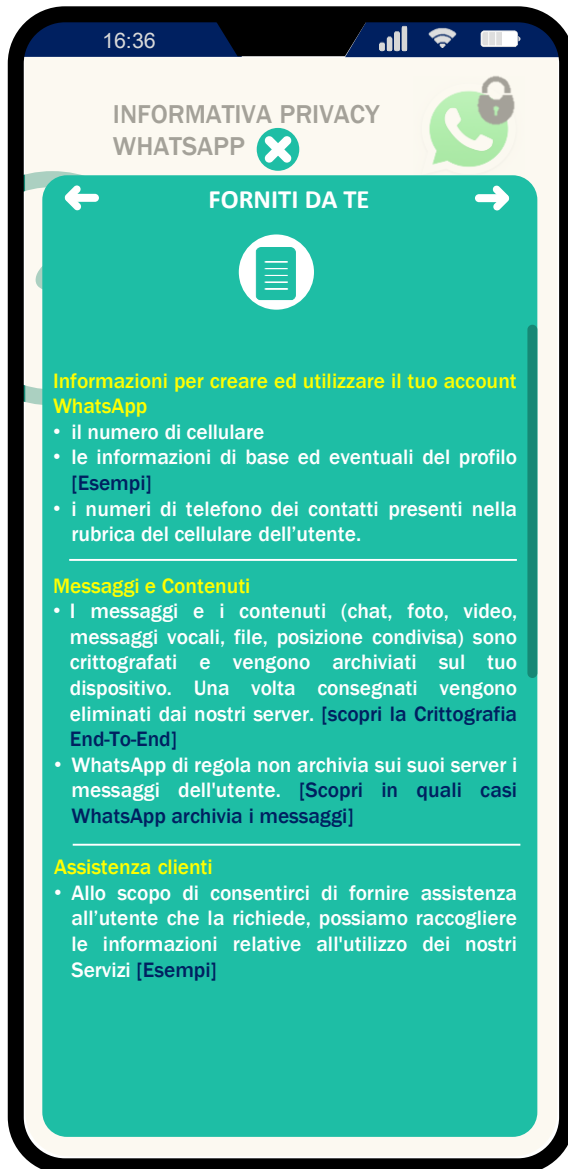 16:36
INFORMATIVA PRIVACY
WHATSAPP
FORNITI DA TE
Informazioni per creare ed utilizzare il tuo account
WhatsApp
• il numero di cellulare
• le informazioni di base ed eventuali del profilo
[Esempi]
• i numeri di telefono dei contatti presenti nella
rubrica del cellulare dell’utente.
Messaggi e Contenuti
• I messaggi e i contenuti (chat, foto, video,
messaggi vocali, file, posizione condivisa) sono
crittografati e vengono archiviati sul tuo
dispositivo. Una volta consegnati vengono
eliminati dai nostri server. [scopri la Crittografia
End-To-End]
• WhatsApp di regola non archivia sui suoi server i
messaggi dell'utente. [Scopri in quali casi
WhatsApp archivia i messaggi]
Assistenza clienti
• Allo scopo di consentirci di fornire assistenza
all’utente che la richiede, possiamo raccogliere
le informazioni relative all'utilizzo dei nostri
Servizi [Esempi]